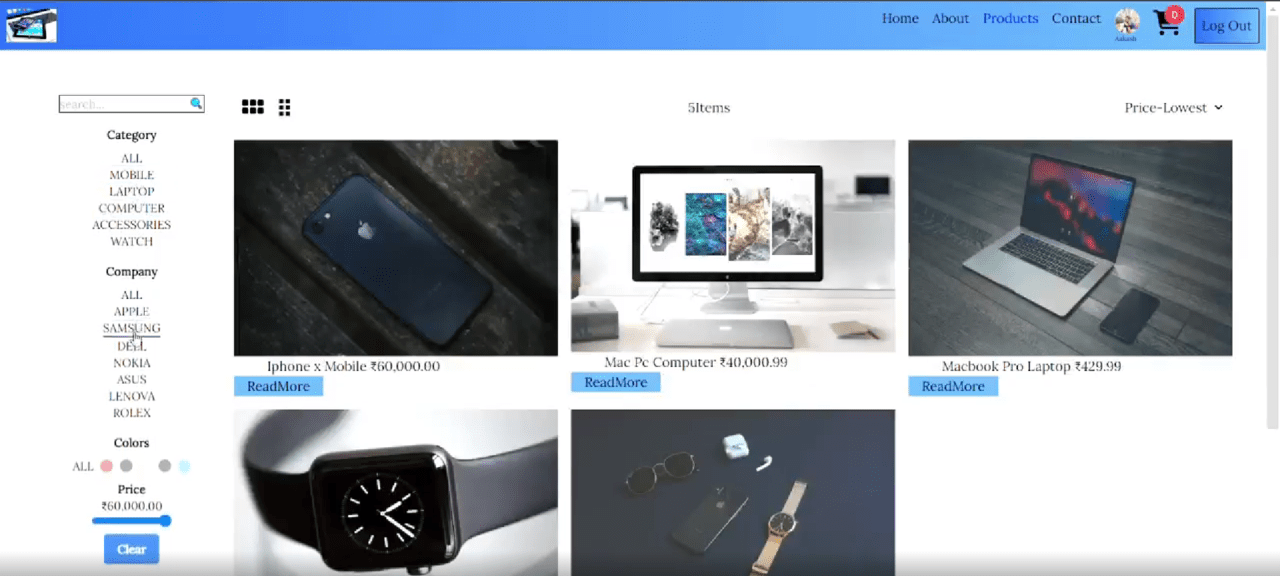 Home About Products Contact
Aakash
0
Log Out
search...
5Items
Price-Lowest
Category
ALL
MOBILE
LAPTOP
COMPUTER
ACCESSORIES
WATCH
Company
ALL
APPLE
SAMSUNG
DELL
NOKIA
ASUS
LENOVA
ROLEX
Colors
ALL
Price
₹60,000.00
Clear
Iphone x Mobile ₹60,000.00
ReadMore
Mac Pc Computer ₹40,000.99
ReadMore
Macbook Pro Laptop ₹429.99
ReadMore